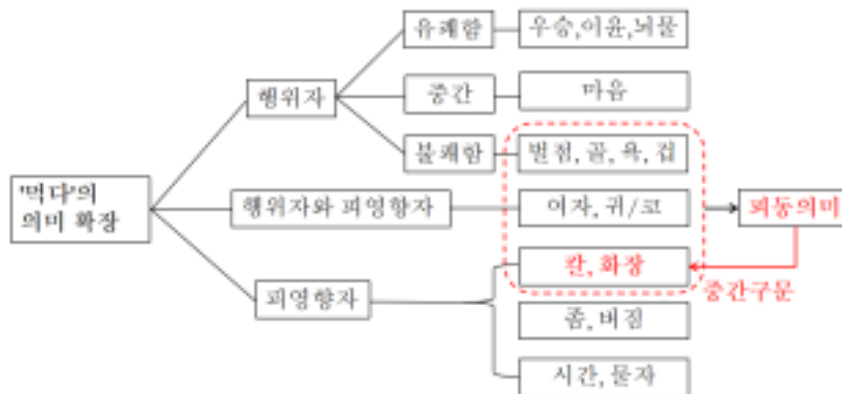 유쾌함
우승,이윤,뇌물
행위자
중간
마음
불쾌함
벌점, 골, 욕, 겁
'먹다'의
의미 확장
행위자와 피영향자
여자, 귀/코
피동의미
칼, 화장
피영향자
중간구문
좀, 버짐
시간, 물자